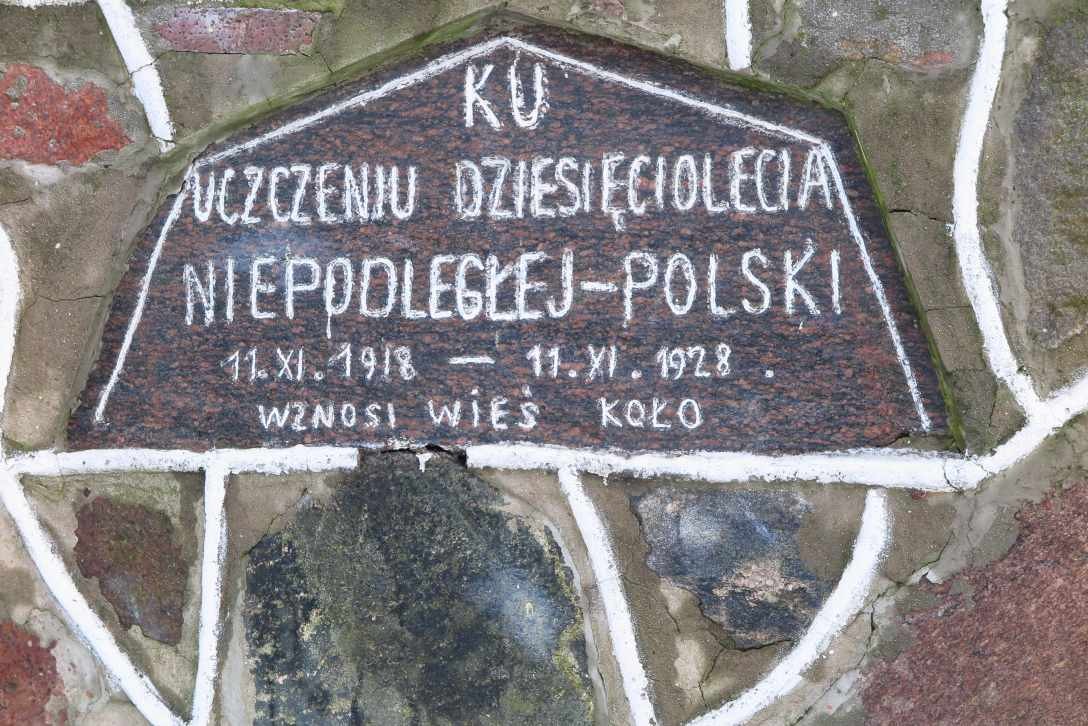 KU
UCZCZENIU DZIESIĘCIOLECIA
NIEPODLEGŁEJ-POLSKI
11.XI.1918 — 11.XI.1928.
WZNOSI WIEŚ KOŁO